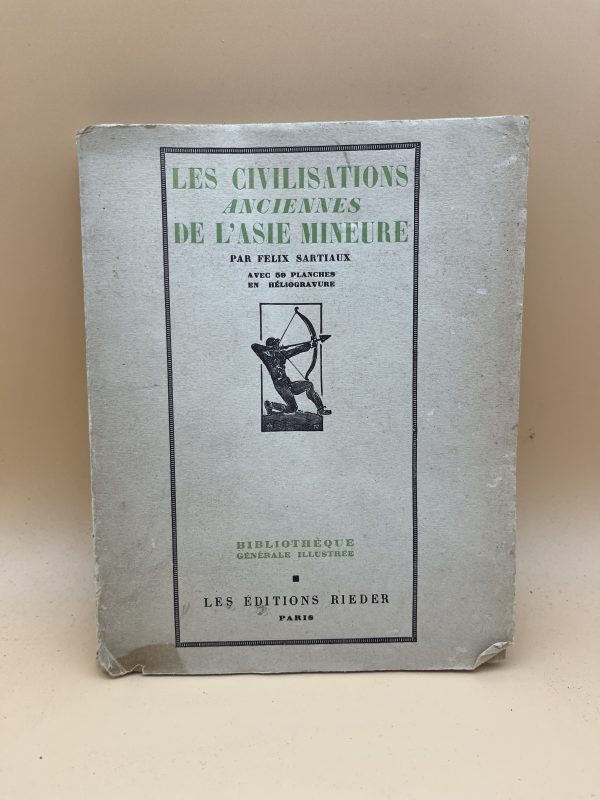 LES CIVILISATIONS
ANCIENNES
DE L'ASIE MINEURE
PAR FELIX SARTIAUX
AVEC 50 PLANCHES
EN HÉLIOGRAVURE
BIBLIOTHÈQUE
GÉNÉRALE ILLUSTRÉE
LES ÉDITIONS RIEDER
PARIS